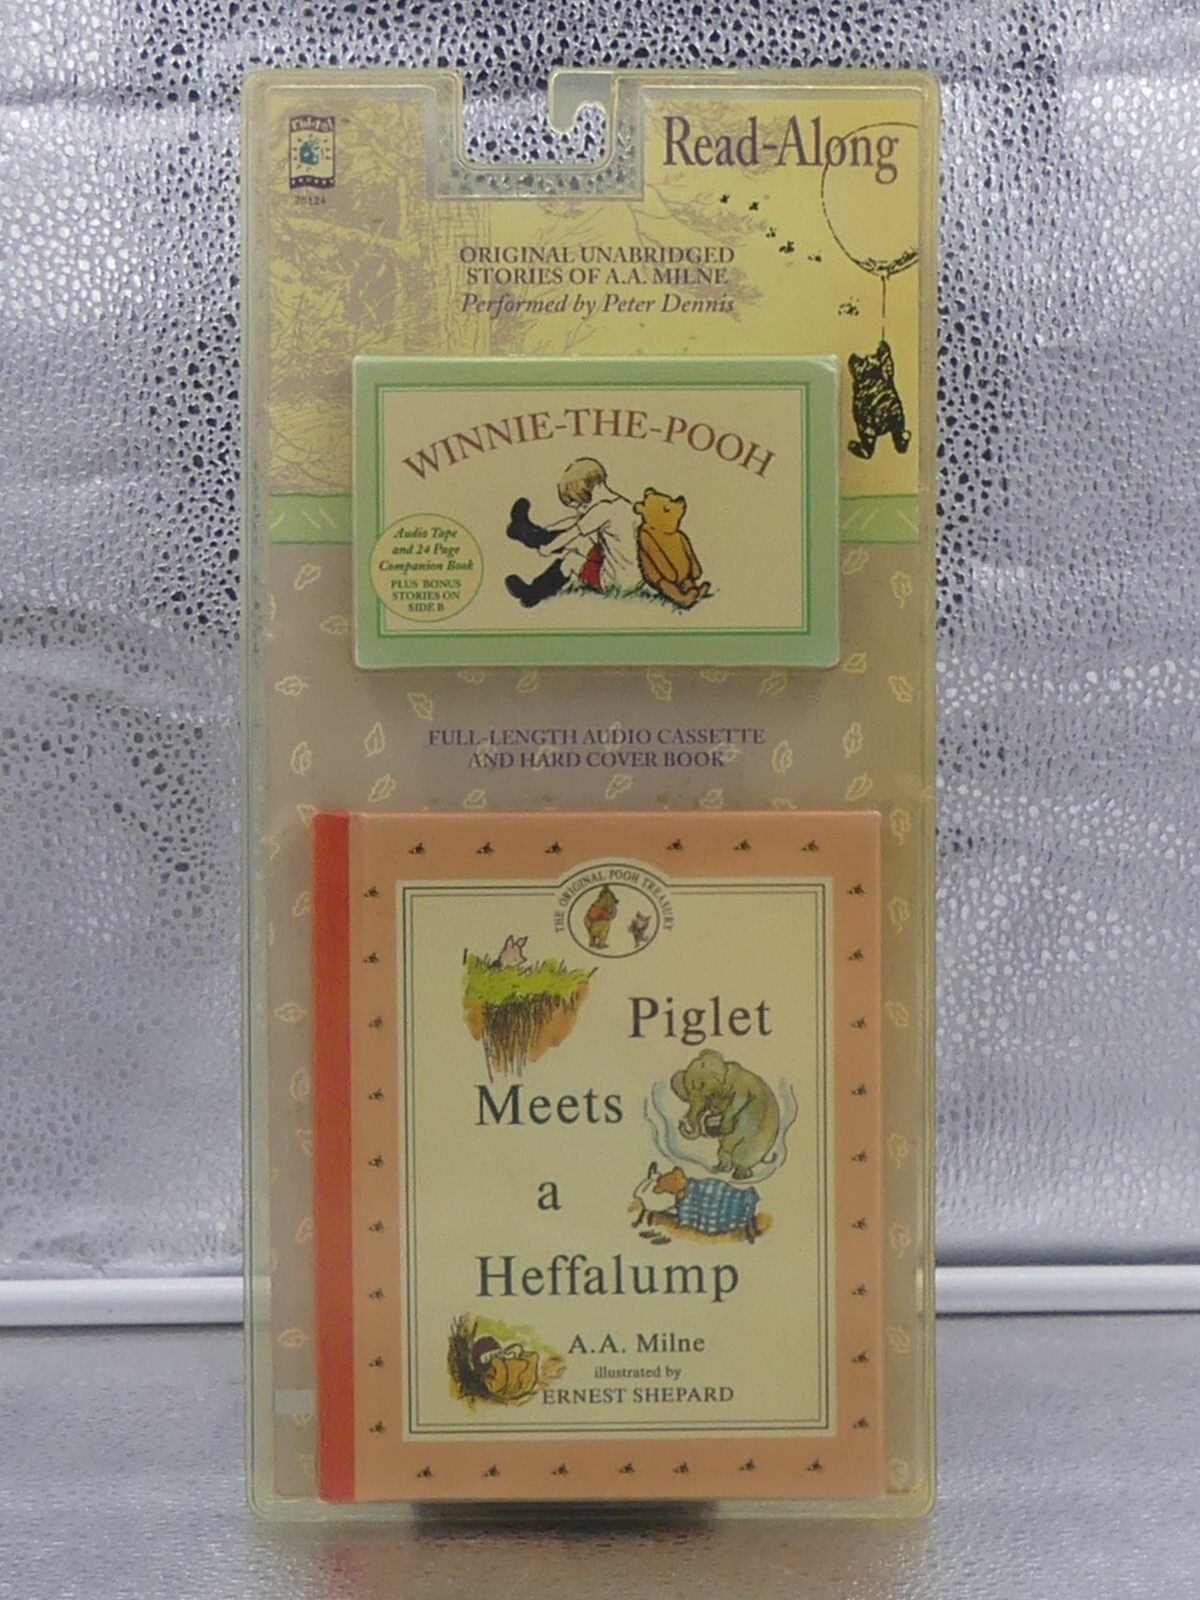 Read-Along
70124
ORIGINAL UNABRIDGED
STORIES OF A.A. MILNE
Performed by Peter Dennis
WINNIE-THE-POOH
Audio Tape
and 24 Page
Companion Book
PLUS BONUS
STORIES ON
SIDE B
FULL-LENGTH AUDIO CASSETTE
AND HARD COVER BOOK
THE ORIGINAL POOH TREASURY
Piglet
Meets
a
Heffalump
A.A. Milne
illustrated by
ERNEST SHEPARD